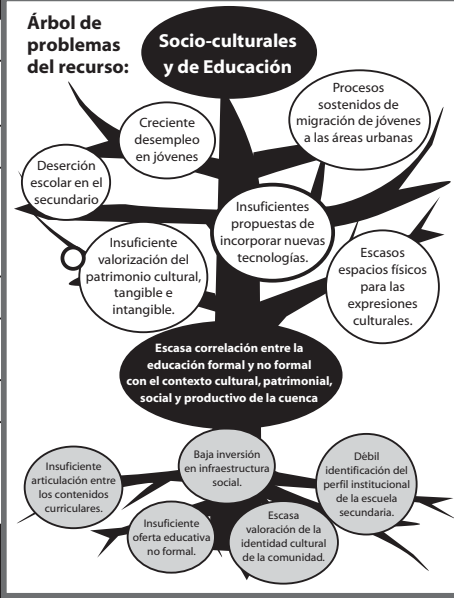 Árbol de
problemas
del recurso:
Socio-culturales
y de Educación
Procesos
sostenidos de
migración de jóvenes
a las áreas urbanas
Creciente
desempleo
en jóvenes
Deserción
escolar en el
secundario
Insuficientes
propuestas de
incorporar nuevas
tecnologías.
Insuficiente
valorización del
patrimonio cultural,
tangible e
intangible.
Escasos
espacios físicos
para las
expresiones
culturales.
Escasa correlación entre la
educación formal y no formal
con el contexto cultural, patrimonial,
social y productivo de la cuenca
Baja inversión
en infraestructura
social.
Insuficiente
articulación entre
los contenidos
curriculares.
Débil
identificación del
perfil institucional
de la escuela
secundaria.
Insuficiente
oferta educativa
no formal.
Escasa
valoración de la
identidad cultural
de la comunidad.